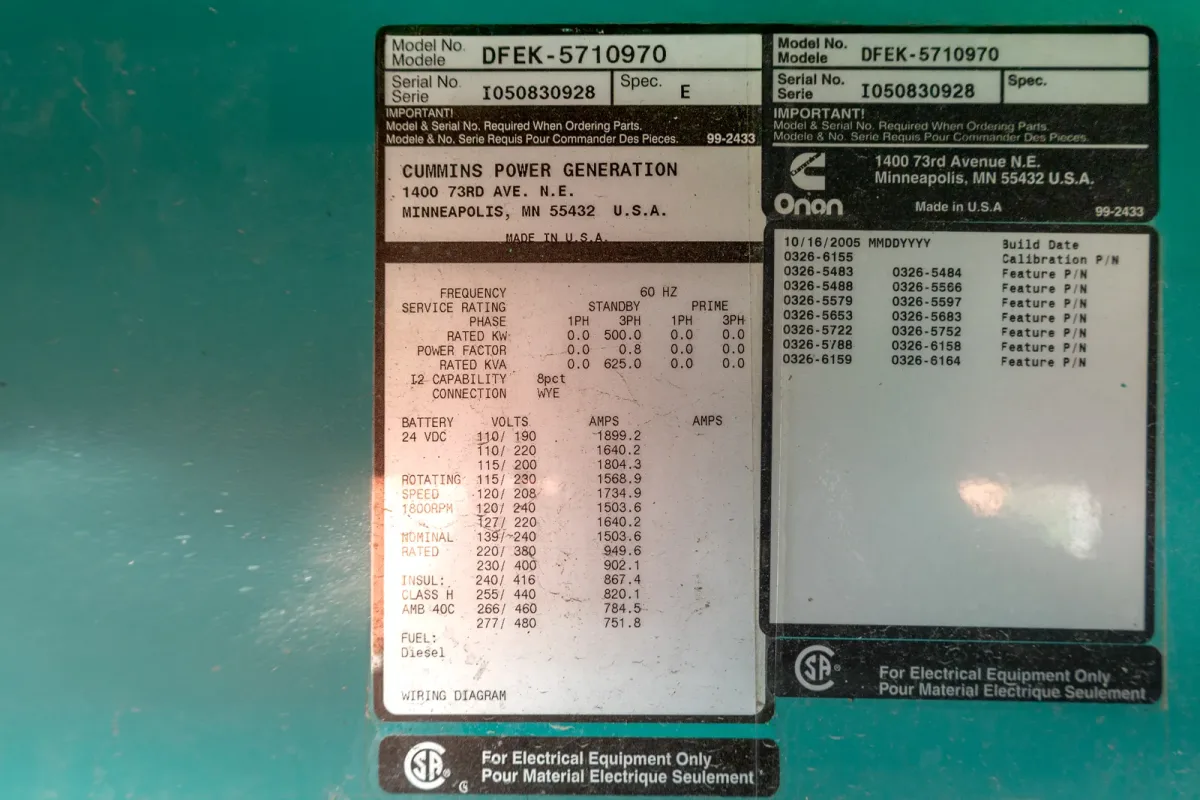 Model No.
Modele
DFEK-5710970
Serial No.
Serie
I050830928
Spec.
E
IMPORTANT!
Model & Serial No. Required When Ordering Parts.
Modele & No. Serie Requis Pour Commander Des Pieces.
99-2433
CUMMINS POWER GENERATION
1400 73RD AVE. N.E.
MINNEAPOLIS, MN 55432 U.S.A.
MADE IN U.S.A.
FREQUENCY 60 HZ
SERVICE RATING STANDBY PRIME
PHASE 1PH 3PH 1PH 3PH
RATED KW 0.0 500.0 0.0 0.0
POWER FACTOR 0.0 0.8 0.0 0.0
RATED KVA 0.0 625.0 0.0 0.0
I2 CAPABILITY 8pct
CONNECTION WYE
BATTERY VOLTS AMPS AMPS
24 VDC 110/ 190 1899.2
110/ 220 1640.2
115/ 200 1804.3
ROTATING 115/ 230 1568.9
SPEED 120/ 208 1734.9
1800RPM 120/ 240 1503.6
127/ 220 1640.2
NOMINAL 139/ 240 1503.6
RATED 220/ 380 949.6
230/ 400 902.1
INSUL: 240/ 416 867.4
CLASS H 255/ 440 820.1
AMB 40C 266/ 460 784.5
277/ 480 751.8
FUEL:
Diesel
WIRING DIAGRAM
CSA ®
For Electrical Equipment Only
Pour Material Electrique Seulement
Model No.
Modele
DFEK-5710970
Serial No.
Serie
I050830928
Spec.
IMPORTANT!
Model & Serial No. Required When Ordering Parts.
Modele & No. Serie Requis Pour Commander Des Pieces.
Cummins
Onan
1400 73rd Avenue N.E.
Minneapolis, MN 55432 U.S.A.
Made in U.S.A
99-2433
10/16/2005 MMDDYYYY Build Date
0326-6155 Calibration P/N
0326-5483 0326-5484 Feature P/N
0326-5488 0326-5566 Feature P/N
0326-5579 0326-5597 Feature P/N
0326-5653 0326-5683 Feature P/N
0326-5722 0326-5752 Feature P/N
0326-5788 0326-6158 Feature P/N
0326-6159 0326-6164 Feature P/N
CSA ®
For Electrical Equipment Only
Pour Material Electrique Seulement